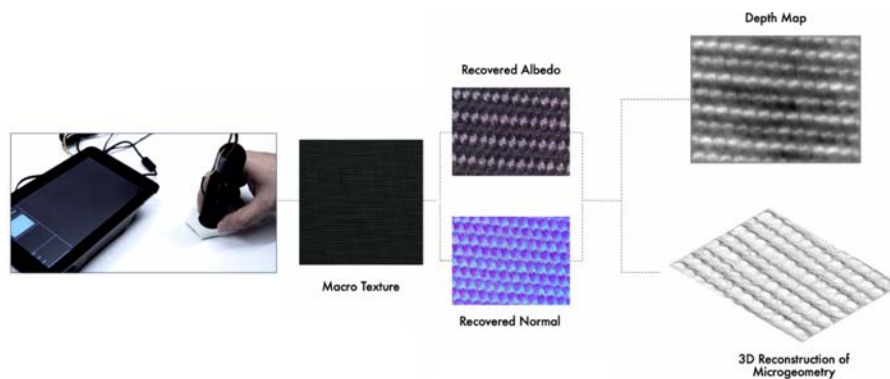 Depth Map
Recovered Albedo
Macro Texture
Recovered Normal
3D Reconstruction of
Microgeometry